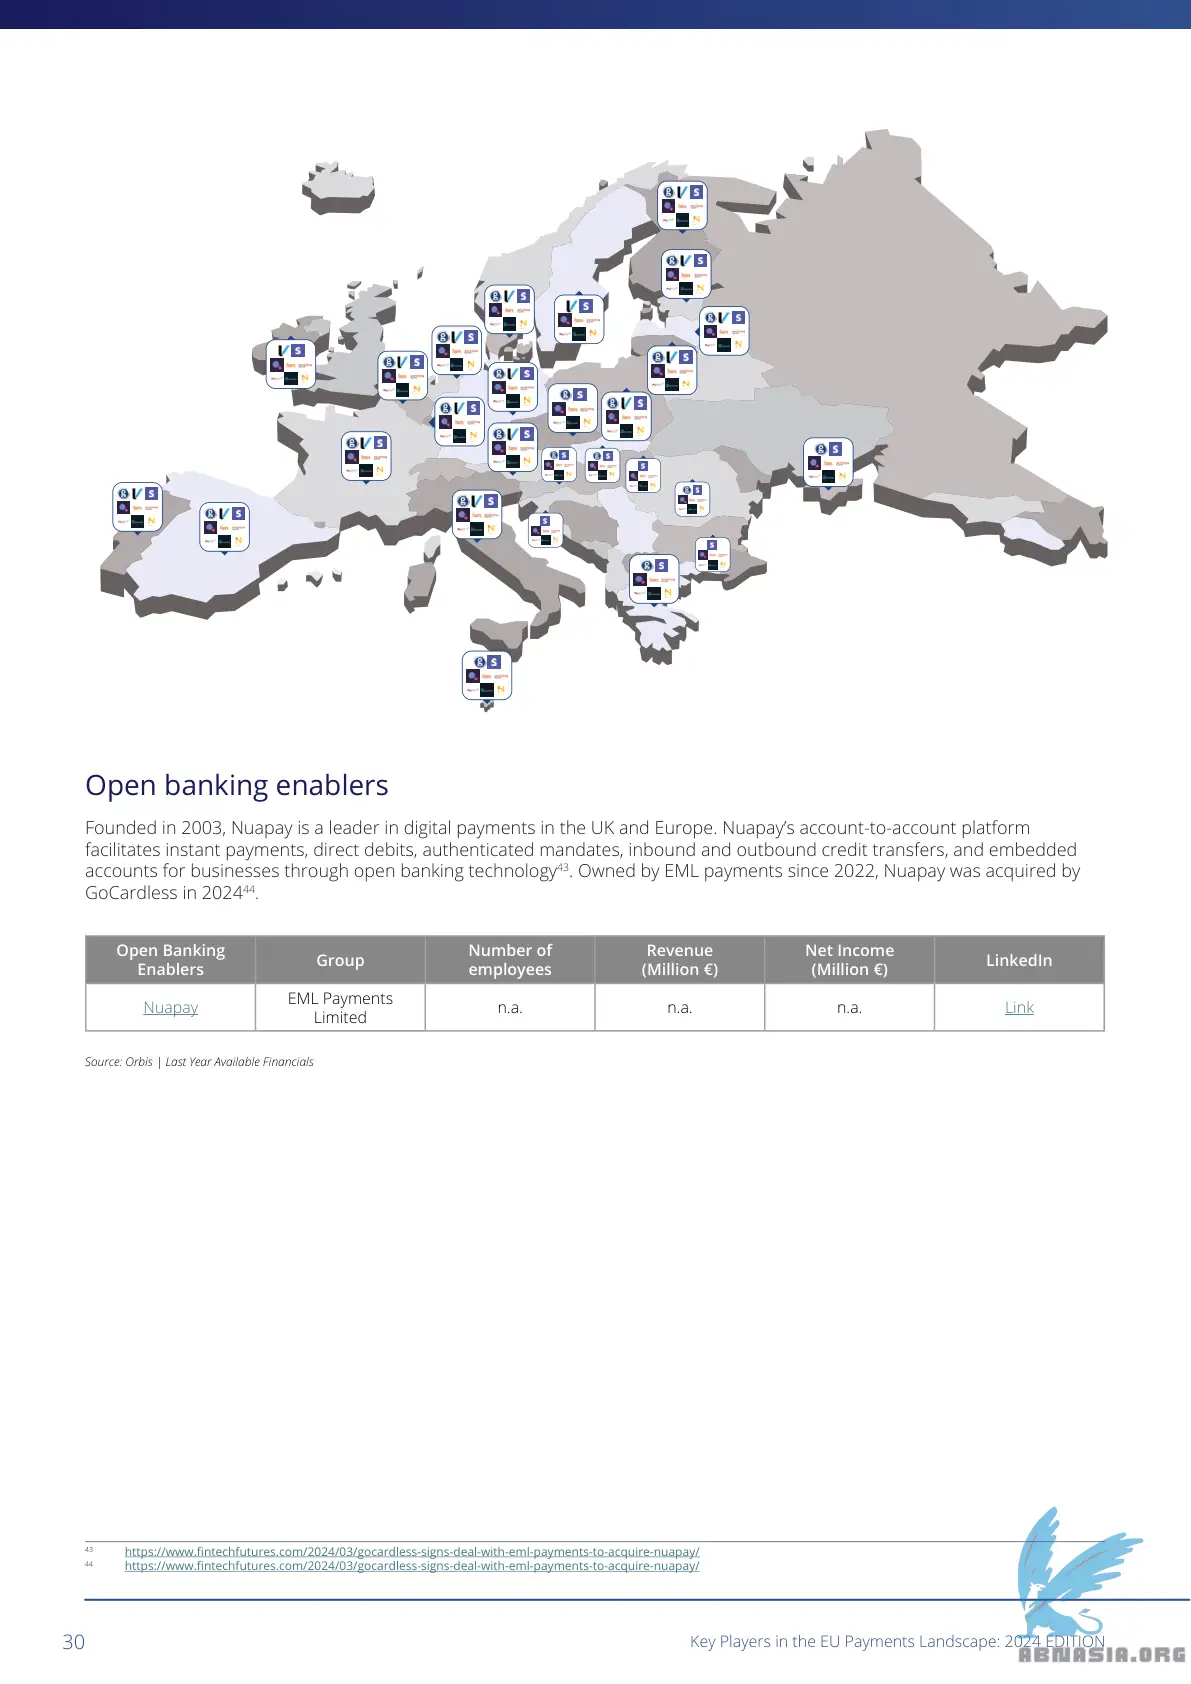 Open banking enablers
Founded in 2003, Nuapay is a leader in digital payments in the UK and Europe. Nuapay’s account-to-account platform
facilitates instant payments, direct debits, authenticated mandates, inbound and outbound credit transfers, and embedded
accounts for businesses through open banking technology43. Owned by EML payments since 2022, Nuapay was acquired by
GoCardless in 202444.
Open Banking Enablers Group Number of employees Revenue (Million €) Net Income (Million €) LinkedIn
Nuapay EML Payments Limited n.a. n.a. n.a. Link
Source: Orbis | Last Year Available Financials
43 https://www.fintechfutures.com/2024/03/gocardless-signs-deal-with-eml-payments-to-acquire-nuapay/
44 https://www.fintechfutures.com/2024/03/gocardless-signs-deal-with-eml-payments-to-acquire-nuapay/
30 Key Players in the EU Payments Landscape: 2024 EDITION
ABNASIA.ORG